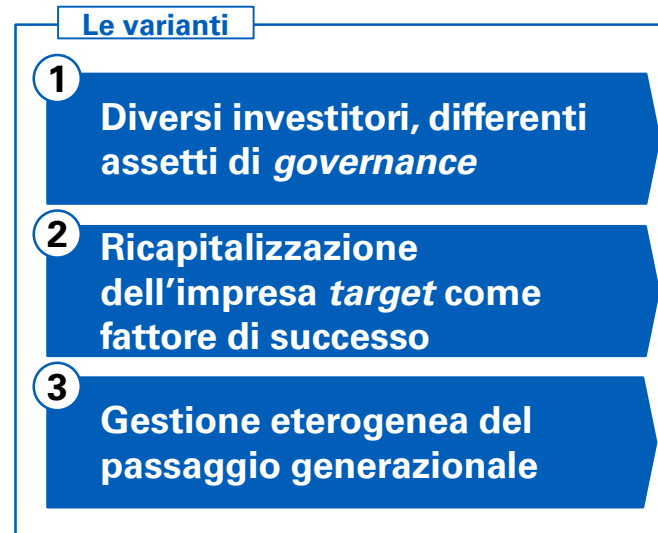 Le varianti
1
Diversi investitori, differenti
assetti di governance
2
Ricapitalizzazione
dell'impresa target come
fattore di successo
3
Gestione eterogenea del
passaggio generazionale